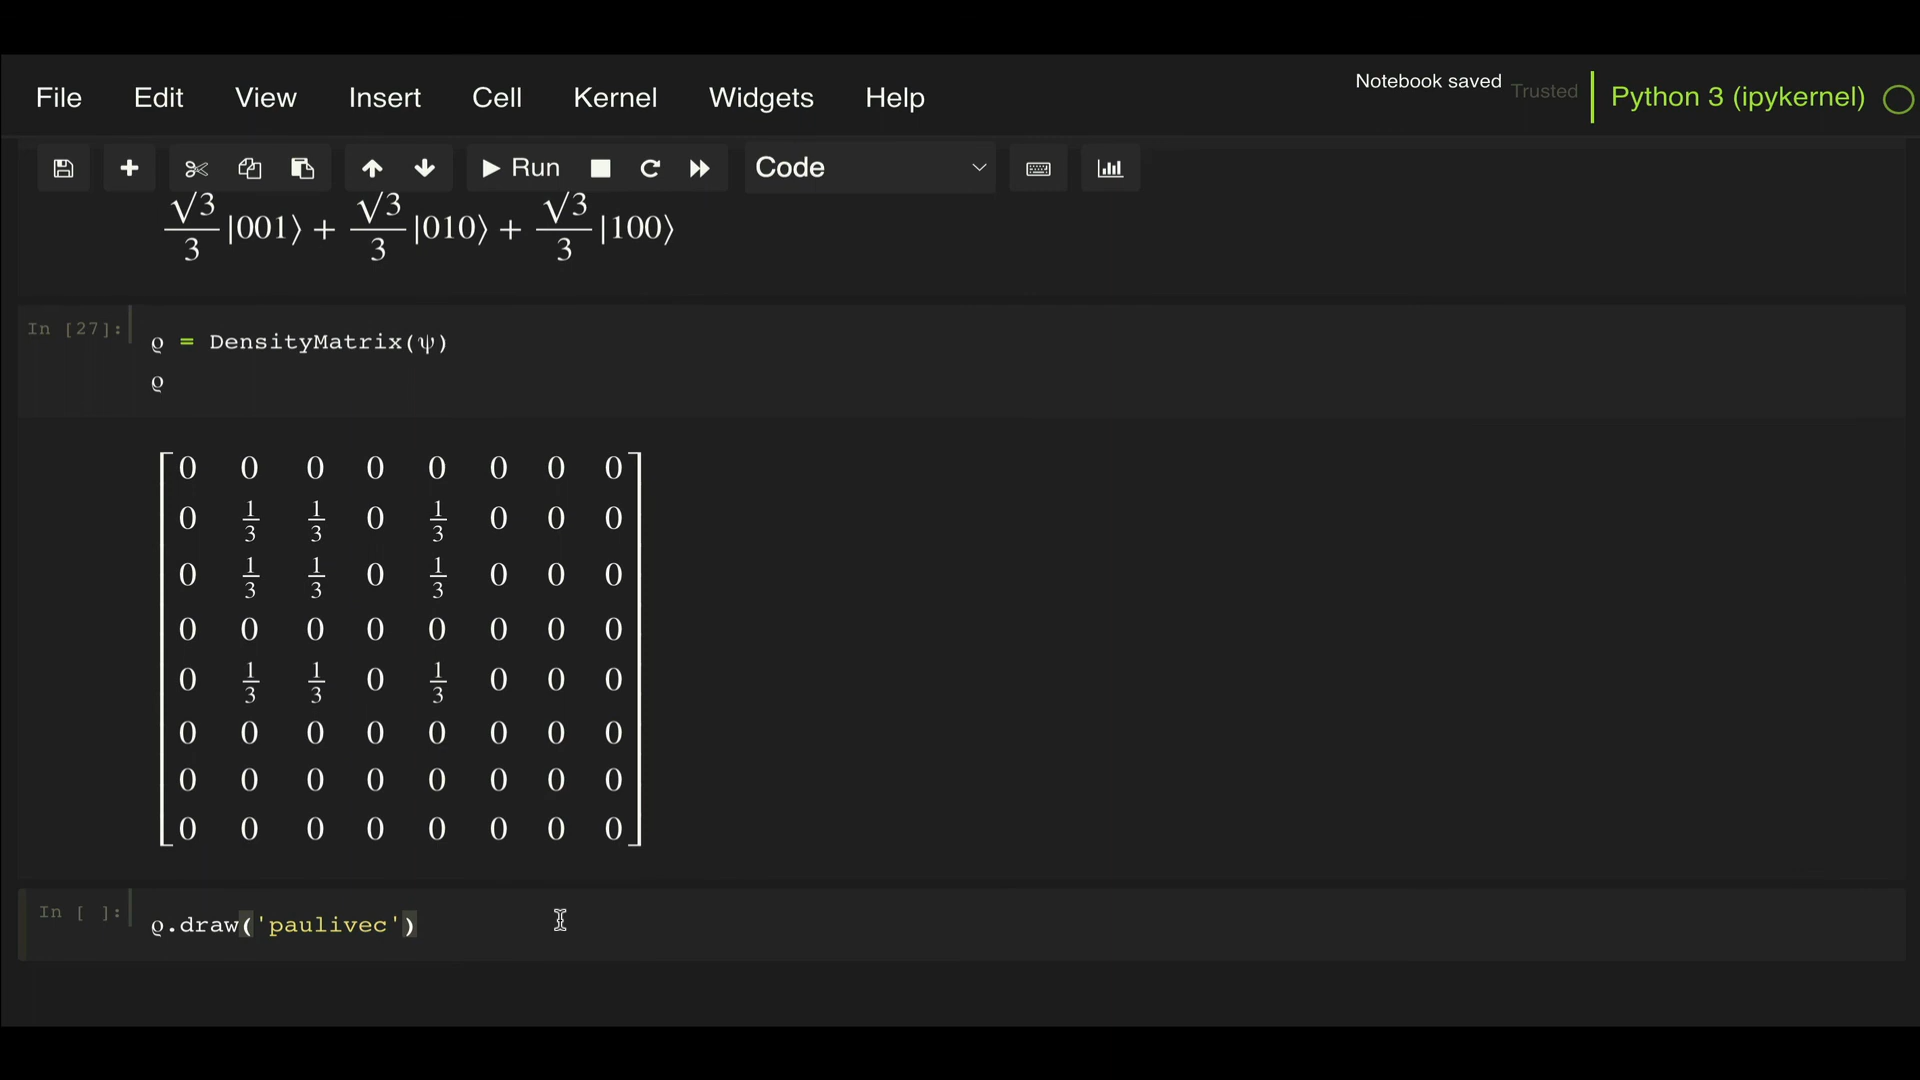 File Edit View Insert Cell Kernel Widgets Help Notebook saved Trusted Python 3 (ipykernel)
Run Code
√3/3 |001⟩ + √3/3 |010⟩ + √3/3 |100⟩
In [27]: ϱ = DensityMatrix(ψ)
ϱ
0 0 0 0 0 0 0 0
0 1/3 1/3 0 1/3 0 0 0
0 1/3 1/3 0 1/3 0 0 0
0 0 0 0 0 0 0 0
0 1/3 1/3 0 1/3 0 0 0
0 0 0 0 0 0 0 0
0 0 0 0 0 0 0 0
0 0 0 0 0 0 0 0
In [ ]: ϱ.draw('paulivec')